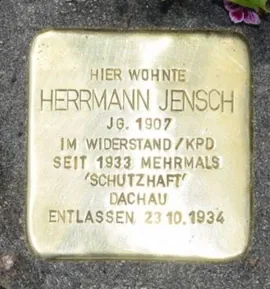 HIER WOHNTE
HERRMANN JENSCH
JG. 1907
IM WIDERSTAND/KPD
SEIT 1933 MEHRMALS
'SCHUTZHAFT'
DACHAU
ENTLASSEN 23.10.1934